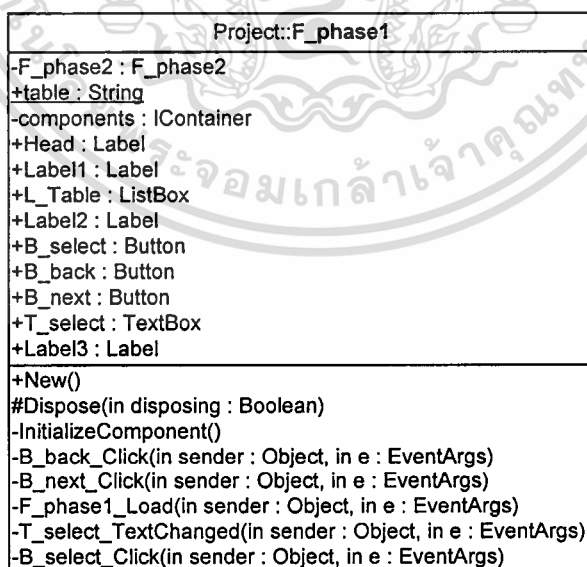 Project::F_phase1
-F_phase2 : F_phase2
+table : String
-components : IContainer
+Head : Label
+Label1 : Label
+L_Table : ListBox
+Label2 : Label
+B_select : Button
+B_back : Button
+B_next : Button
+T_select : TextBox
+Label3 : Label
+New()
#Dispose(in disposing : Boolean)
-InitializeComponent()
-B_back_Click(in sender : Object, in e : EventArgs)
-B_next_Click(in sender : Object, in e : EventArgs)
-F_phase1_Load(in sender : Object, in e : EventArgs)
-T_select_TextChanged(in sender : Object, in e : EventArgs)
-B_select_Click(in sender : Object, in e : EventArgs)